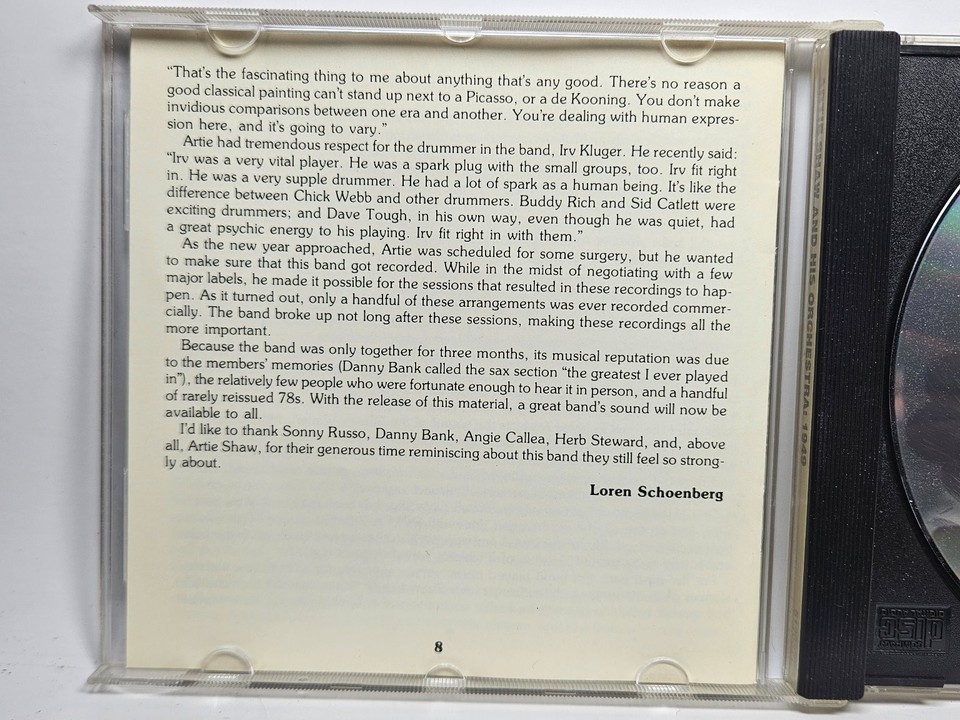 “That’s the fascinating thing to me about anything that’s any good. There’s no reason a
good classical painting can’t stand up next to a Picasso, or a de Kooning. You don’t make
invidious comparisons between one era and another. You’re dealing with human expres-
sion here, and it’s going to vary.”
Artie had tremendous respect for the drummer in the band, Irv Kluger. He recently said:
“Irv was a very vital player. He was a spark plug with the small groups, too. Irv fit right
in. He was a very supple drummer. He had a lot of spark as a human being. It’s like the
difference between Chick Webb and other drummers. Buddy Rich and Sid Catlett were
exciting drummers; and Dave Tough, in his own way, even though he was quiet, had
a great psychic energy to his playing. Irv fit right in with them.”
As the new year approached, Artie was scheduled for some surgery, but he wanted
to make sure that this band got recorded. While in the midst of negotiating with a few
major labels, he made it possible for the sessions that resulted in these recordings to hap-
pen. As it turned out, only a handful of these arrangements was ever recorded commer-
cially. The band broke up not long after these sessions, making these recordings all the
more important.
Because the band was only together for three months, its musical reputation was due
to the members’ memories (Danny Bank called the sax section “the greatest I ever played
in”), the relatively few people who were fortunate enough to hear it in person, and a handful
of rarely reissued 78s. With the release of this material, a great band’s sound will now be
available to all.
I’d like to thank Sonny Russo, Danny Bank, Angie Callea, Herb Steward, and, above
all, Artie Shaw, for their generous time reminiscing about this band they still feel so strong-
ly about.
Loren Schoenberg
8
SHAW AND HIS ORCHESTRA: 1949